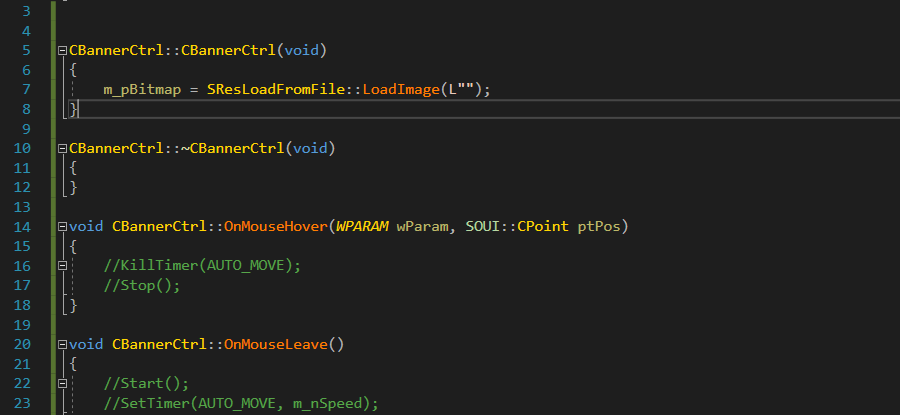 3
4
5 CBannerCtrl::CBannerCtrl(void)
6 {
7 m_pBitmap = SResLoadFromFile::LoadImage(L"");
8 }
9
10 CBannerCtrl::~CBannerCtrl(void)
11 {
12 }
13
14 void CBannerCtrl::OnMouseHover(WPARAM wParam, SOUI::CPoint ptPos)
15 {
16 //KillTimer(AUTO_MOVE);
17 //Stop();
18 }
19
20 void CBannerCtrl::OnMouseLeave()
21 {
22 //Start();
23 //SetTimer(AUTO_MOVE, m_nSpeed);